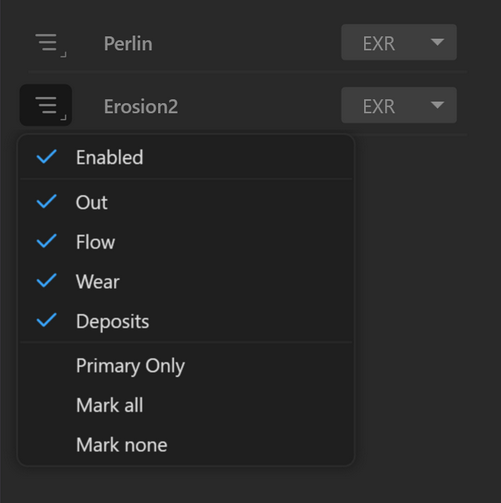 Perlin EXR
Erosion2 EXR
Enabled
Out
Flow
Wear
Deposits
Primary Only
Mark all
Mark none